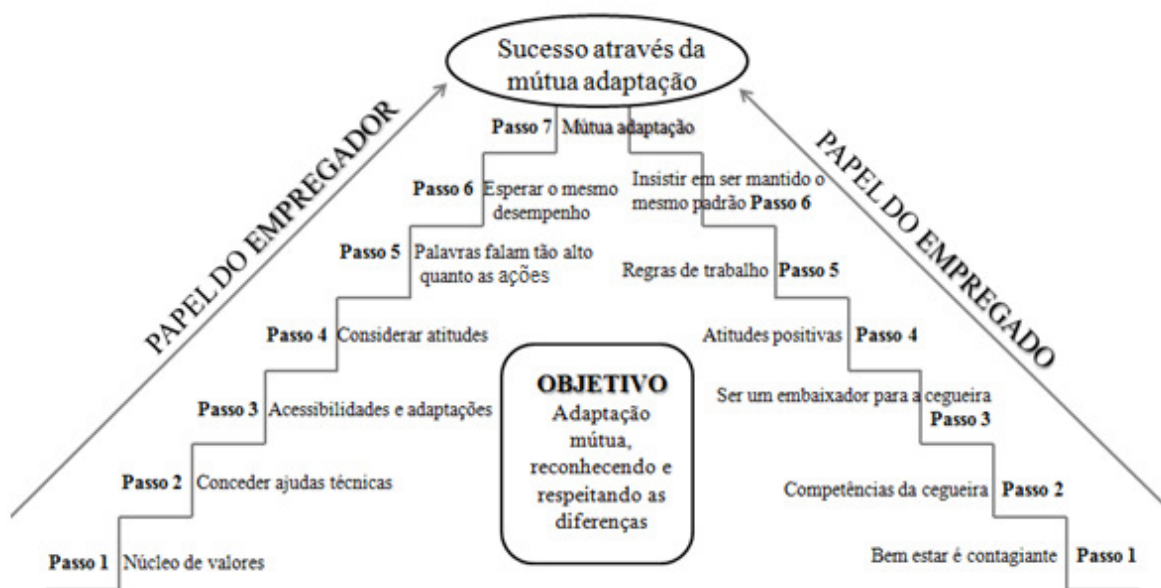 Sucesso através da
mútua adaptação
PAPEL DO EMPREGADOR
PAPEL DO EMPREGADO
Passo 7 Mútua adaptação
Passo 6 Esperar o mesmo
desempenho
Insistir em ser mantido o
mesmo padrão Passo 6
Passo 5 Palavras falam tão alto
quanto as ações
Regras de trabalho Passo 5
Passo 4 Considerar atitudes
Atitudes positivas Passo 4
Passo 3 Acessibilidades e adaptações
Ser um embaixador para a cegueira
Passo 3
OBJETIVO
Adaptação
mútua,
reconhecendo e
respeitando as
diferenças
Passo 2 Conceder ajudas técnicas
Competências da cegueira Passo 2
Passo 1 Núcleo de valores
Bem estar é contagiante Passo 1